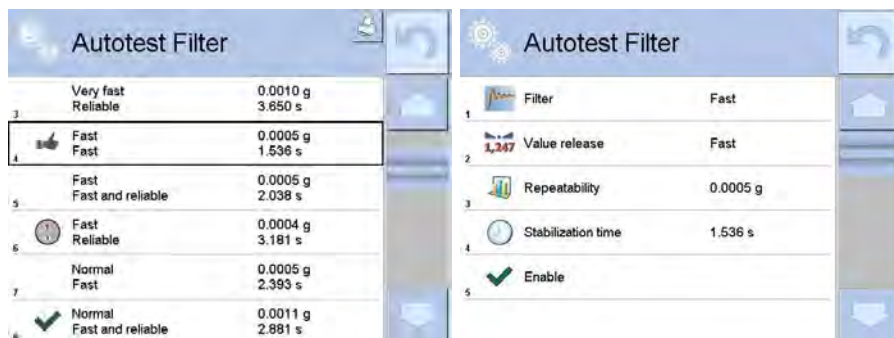 Autotest Filter
3 Very fast 0.0010 g
Reliable 3.650 s
4 Fast 0.0005 g
Fast 1.536 s
5 Fast 0.0005 g
Fast and reliable 2.038 s
6 Fast 0.0004 g
Reliable 3.181 s
7 Normal 0.0005 g
Fast 2.393 s
Normal 0.0011 g
Fast and reliable 2.881 s
Autotest Filter
1 Filter Fast
1,247 Value release Fast
2
3 Repeatability 0.0005 g
4 Stabilization time 1.536 s
5 Enable